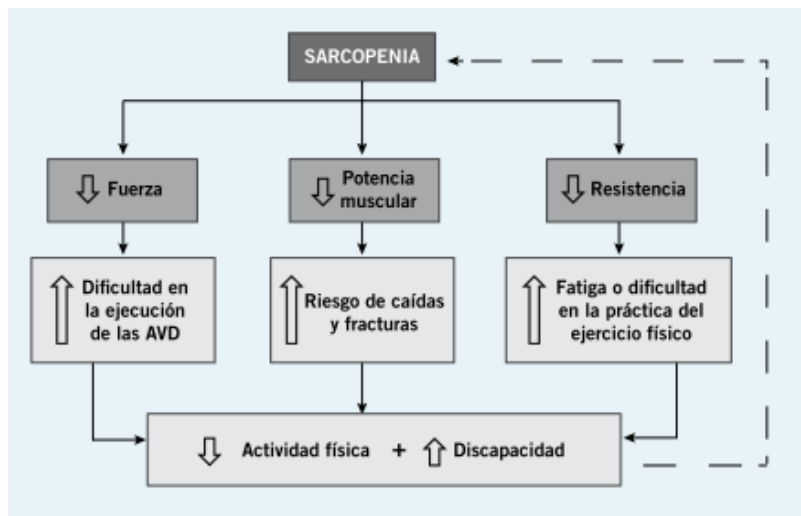 SARCOPENIA
Fuerza
Potencia
muscular
Resistencia
Dificultad en
la ejecución
de las AVD
Riesgo de caídas
y fracturas
Fatiga o dificultad
en la práctica del
ejercicio físico
Actividad física + Discapacidad